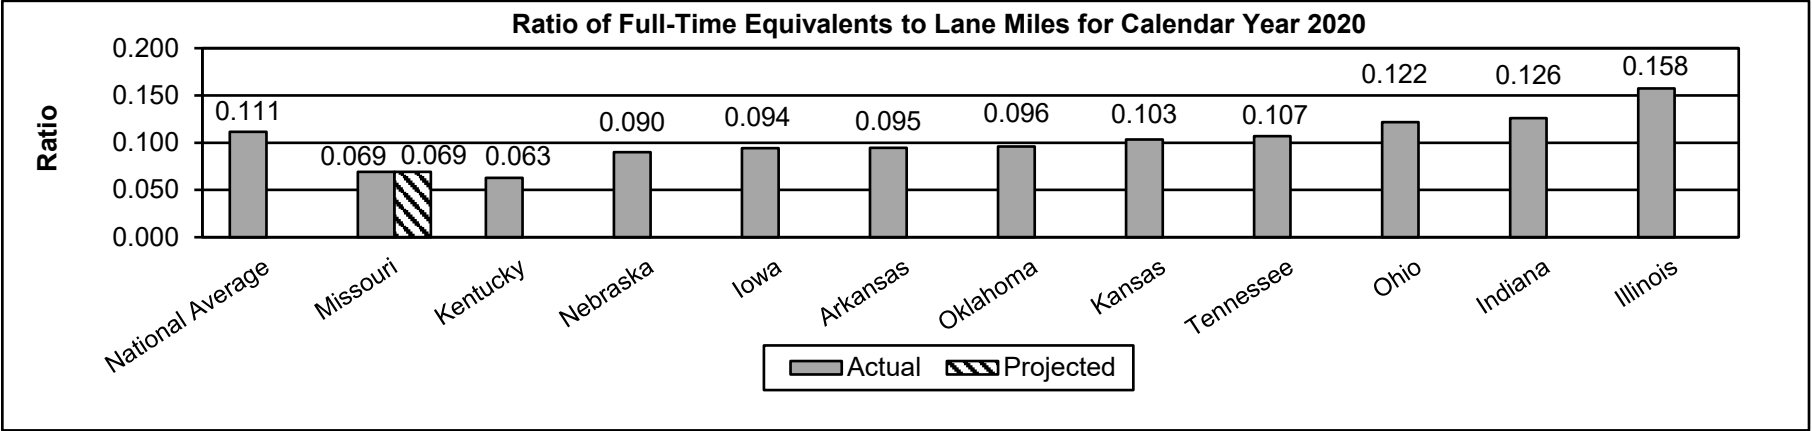 Ratio of Full-Time Equivalents to Lane Miles for Calendar Year 2020
Ratio
0.200
0.150
0.100
0.050
0.000
0.111
0.069
0.069
0.063
0.090
0.094
0.095
0.096
0.103
0.107
0.122
0.126
0.158
National Average
Missouri
Kentucky
Nebraska
Iowa
Arkansas
Oklahoma
Kansas
Tennessee
Ohio
Indiana
Illinois
Actual
Projected